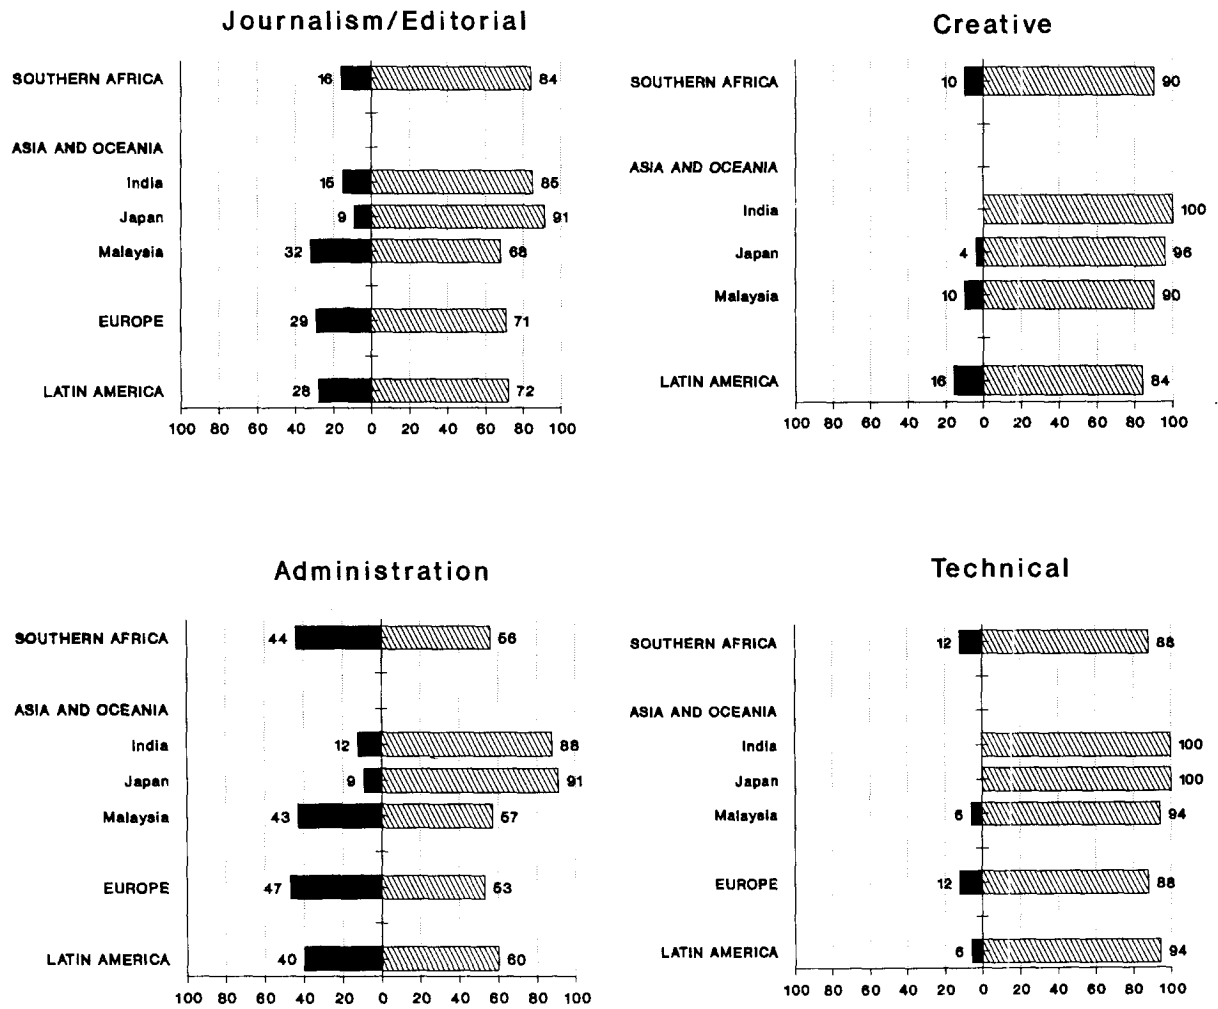 Journalism/Editorial
SOUTHERN AFRICA 16 84
ASIA AND OCEANIA
India 15 85
Japan 9 91
Malaysia 32 68
EUROPE 29 71
LATIN AMERICA 28 72
100 80 60 40 20 0 20 40 60 80 100
Creative
SOUTHERN AFRICA 10 90
ASIA AND OCEANIA
India 100
Japan 4 96
Malaysia 10 90
LATIN AMERICA 16 84
100 80 60 40 20 0 20 40 60 80 100
Administration
SOUTHERN AFRICA 44 56
ASIA AND OCEANIA
India 12 88
Japan 9 91
Malaysia 43 57
EUROPE 47 53
LATIN AMERICA 40 60
100 80 60 40 20 0 20 40 60 80 100
Technical
SOUTHERN AFRICA 12 88
ASIA AND OCEANIA
India 100
Japan 100
Malaysia 6 94
EUROPE 12 88
LATIN AMERICA 6 94
100 80 60 40 20 0 20 40 60 80 100